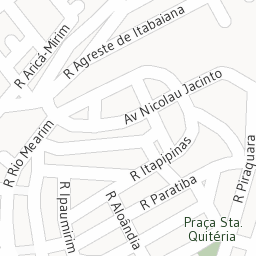 R Aricá-Mirim
R Agreste de Itabaiana
Av Nicolau Jacinto
R Rio Mearim
R Itapipinas
R Piraquara
R Paratiba
R Ipaumirim
R Aloândia
Praça Sta.
Quitéria